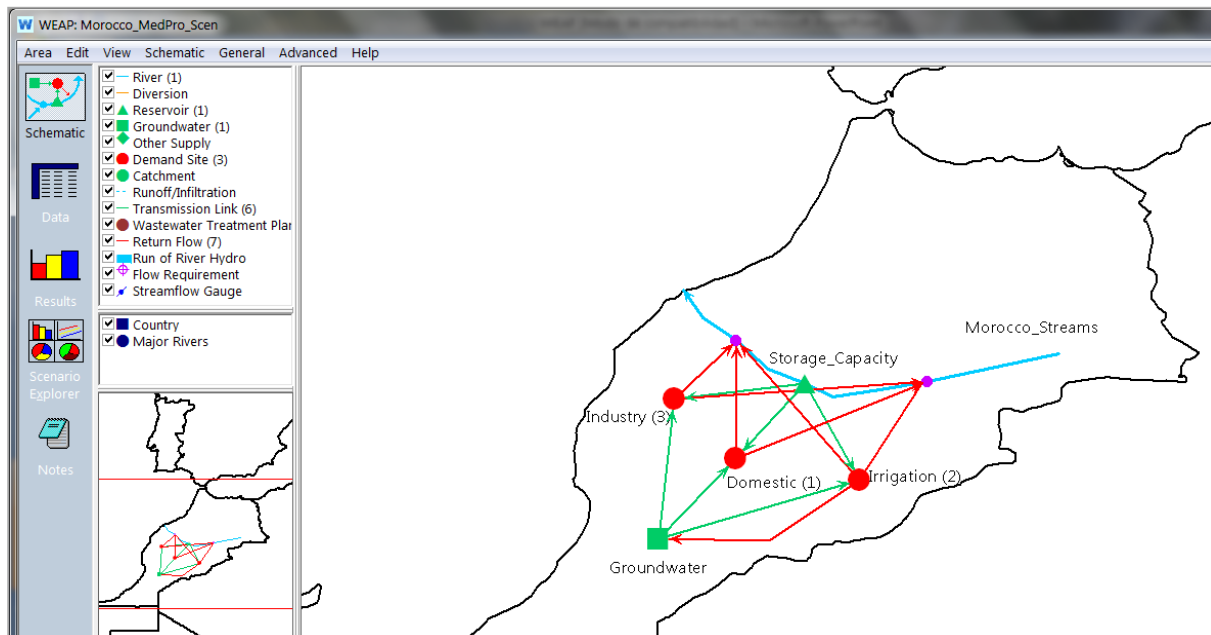 WEAP: Morocco_MedPro_Scen
Area Edit View Schematic General Advanced Help
Schematic
Data
Results
Scenario
Explorer
Notes
River (1)
Diversion
Reservoir (1)
Groundwater (1)
Other Supply
Demand Site (3)
Catchment
Runoff/Infiltration
Transmission Link (6)
Wastewater Treatment Plan
Return Flow (7)
Run of River Hydro
Flow Requirement
Streamflow Gauge
Country
Major Rivers
Morocco_Streams
Storage_Capacity
Industry (3)
Domestic (1)
Irrigation (2)
Groundwater